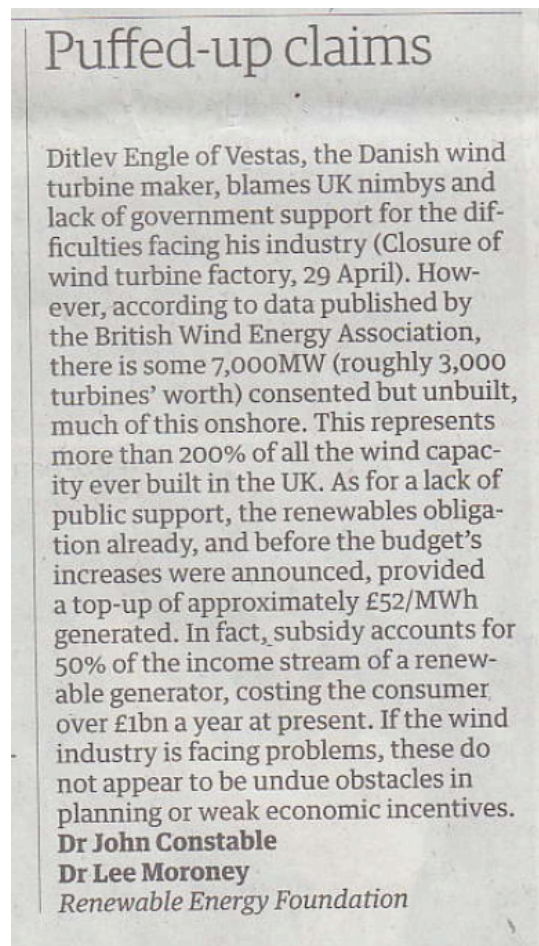 Puffed-up claims
Ditlev Engle of Vestas, the Danish wind
turbine maker, blames UK nimbys and
lack of government support for the dif-
ficulties facing his industry (Closure of
wind turbine factory, 29 April). How-
ever, according to data published by
the British Wind Energy Association,
there is some 7,000MW (roughly 3,000
turbines’ worth) consented but unbuilt,
much of this onshore. This represents
more than 200% of all the wind capac-
ity ever built in the UK. As for a lack of
public support, the renewables obliga-
tion already, and before the budget’s
increases were announced, provided
a top-up of approximately £52/MWh
generated. In fact, subsidy accounts for
50% of the income stream of a renew-
able generator, costing the consumer
over £1bn a year at present. If the wind
industry is facing problems, these do
not appear to be undue obstacles in
planning or weak economic incentives.
Dr John Constable
Dr Lee Moroney
Renewable Energy Foundation